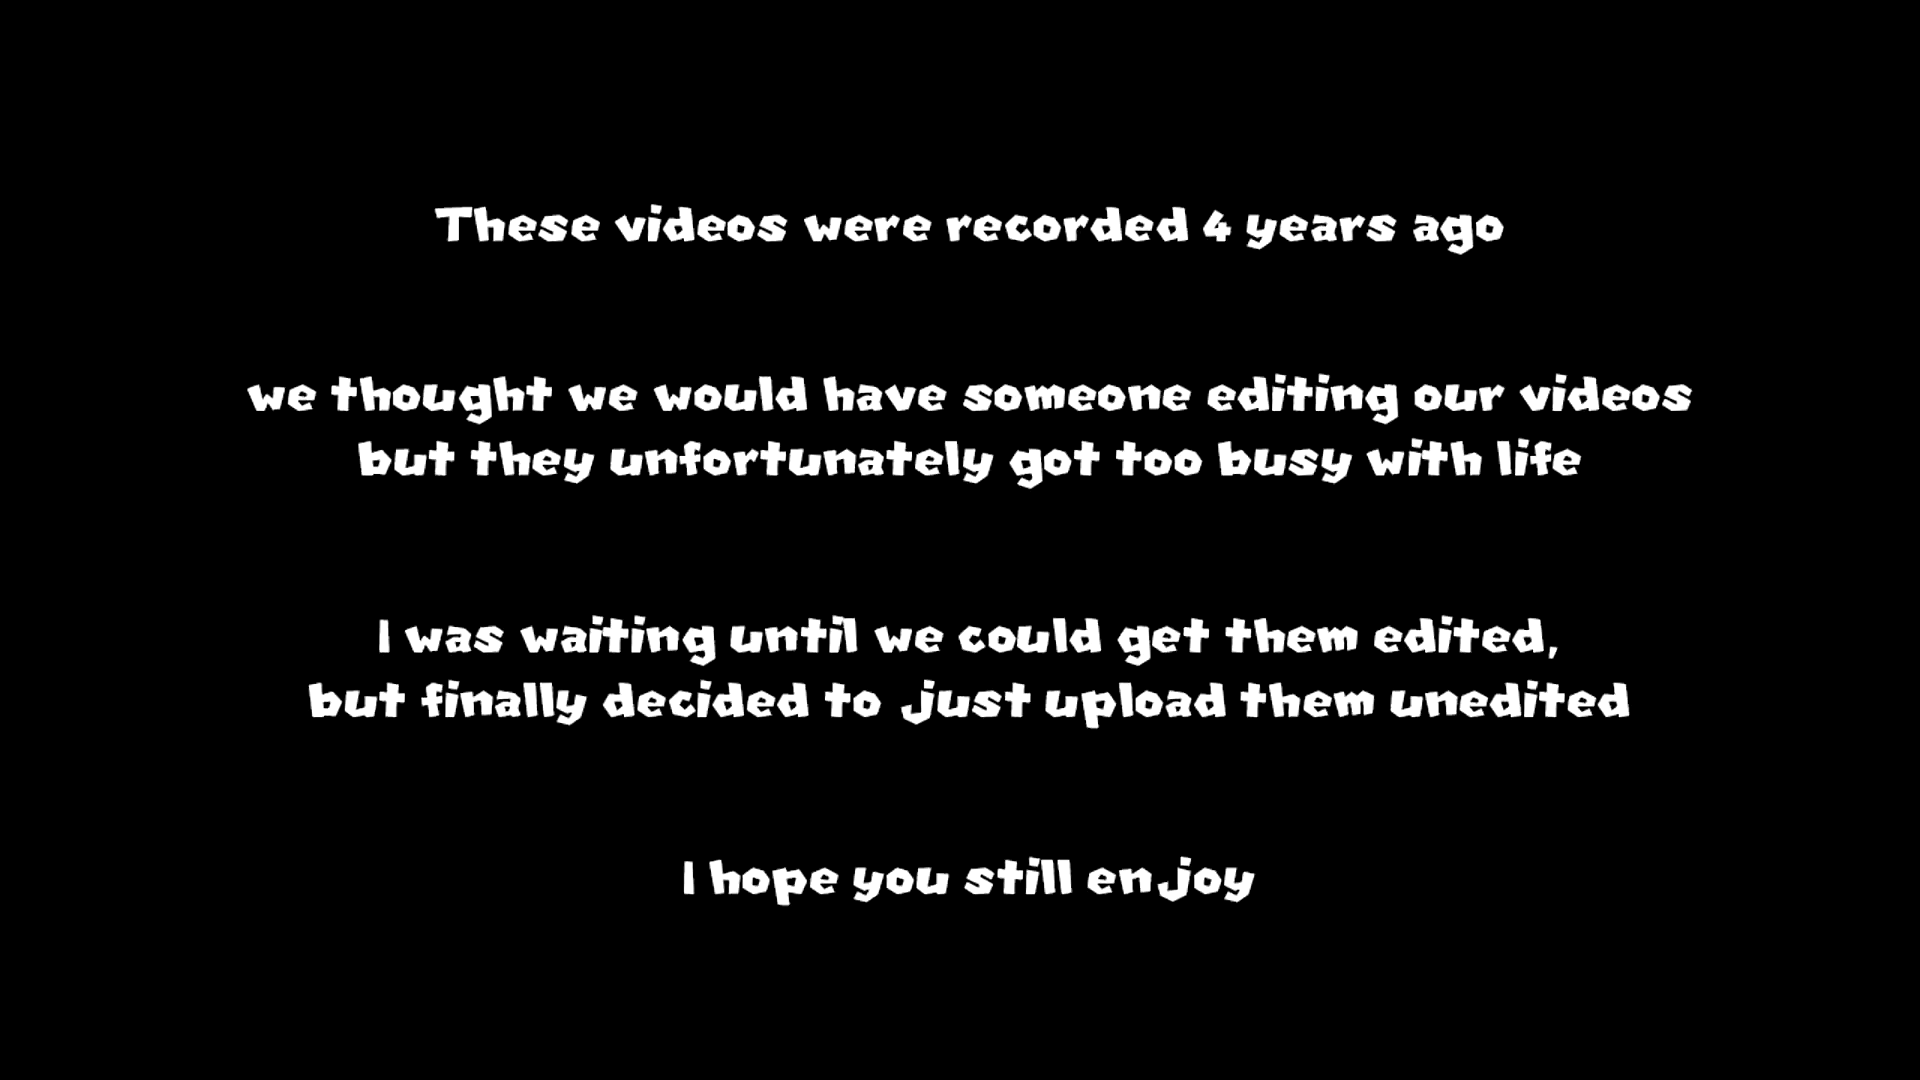 These videos were recorded 4 years ago
we thought we would have someone editing our videos
but they unfortunately got too busy with life
I was waiting until we could get them edited,
but finally decided to just upload them unedited
I hope you still enjoy